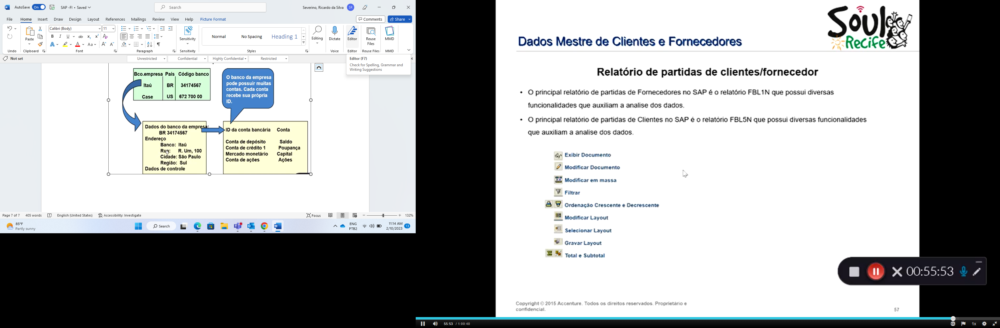 AutoSave On SAP -FI • Saved Search Severino, Ricardo da Silva SR
File Home Insert Draw Design Layout References Mailings Review View Help Picture Format Comments Share
Calibri (Body) 11
Paste
B I U ab x₂ x²
Aa
Normal No Spacing Heading 1
Sensitivity Editing Dictate Editor Reuse Files MMD
Undo Clipboard Font Paragraph Sensitivity Styles Voice Editor Reuse Files MMD
Not set Unrestricted Confidential Highly Confidential Restricted
Editor (F7)
Check for Spelling, Grammar and
Writing Suggestions
Bco.empresa País Código banco
Itaú BR 34174567
Case US 672 700 00
O banco da empresa
pode possuir muitas
contas. Cada conta
recebe sua própria
ID.
Dados do banco da empresa:
BR 34174567
Endereço
Banco: Itaú
Rua: R. Um, 100
Cidade: São Paulo
Região: Sul
Dados de controle
ID da conta bancária Conta
Conta de depósito Saldo
Conta de crédito 1 Poupança
Mercado monetário Capital
Conta de ações Ações
Page 7 of 7 405 words English (United States) Accessibility: Investigate Focus 132%
85°F
Partly sunny
Search
ENG
PTB2
11:14 AM
2/10/2023
13
Soul
Recife
Dados Mestre de Clientes e Fornecedores
Relatório de partidas de clientes/fornecedor
• O principal relatório de partidas de Fornecedores no SAP é o relatório FBL1N que possui diversas
funcionalidades que auxiliam a analise dos dados.
• O principal relatório de partidas de Clientes no SAP é o relatório FBL5N que possui diversas funcionalidades
que auxiliam a analise dos dados.
Exibir Documento
Modificar Documento
Modificar em massa
Filtrar
Ordenação Crescente e Decrescente
Modificar Layout
Selecionar Layout
Gravar Layout
Total e Subtotal
00:55:53
Copyright © 2015 Accenture. Todos os direitos reservados. Proprietário e
confidencial.
57
55:53 / 1:00:40
CC 1x